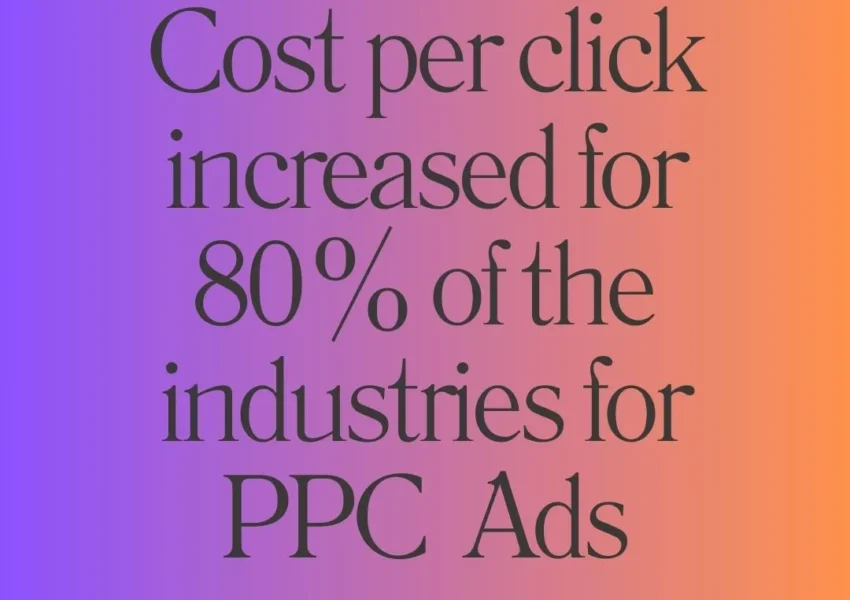 Cost per click
increased for
80% of the
industries for
PPC Ads